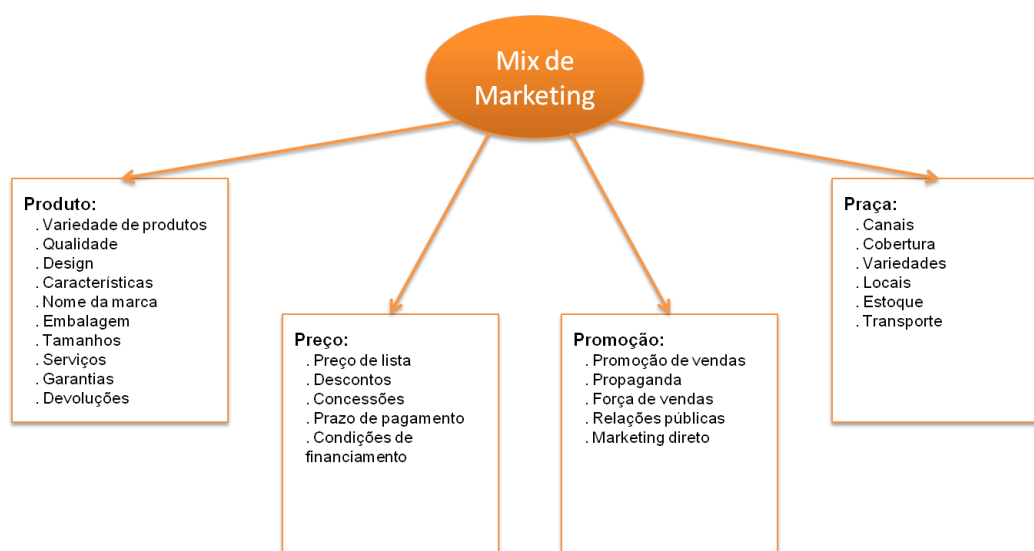 Mix de
Marketing
Produto:
. Variedade de produtos
. Qualidade
. Design
. Características
. Nome da marca
. Embalagem
. Tamanhos
. Serviços
. Garantias
. Devoluções
Preço:
. Preço de lista
. Descontos
. Concessões
. Prazo de pagamento
. Condições de
financiamento
Promoção:
. Promoção de vendas
. Propaganda
. Força de vendas
. Relações públicas
. Marketing direto
Praça:
. Canais
. Cobertura
. Variedades
. Locais
. Estoque
. Transporte